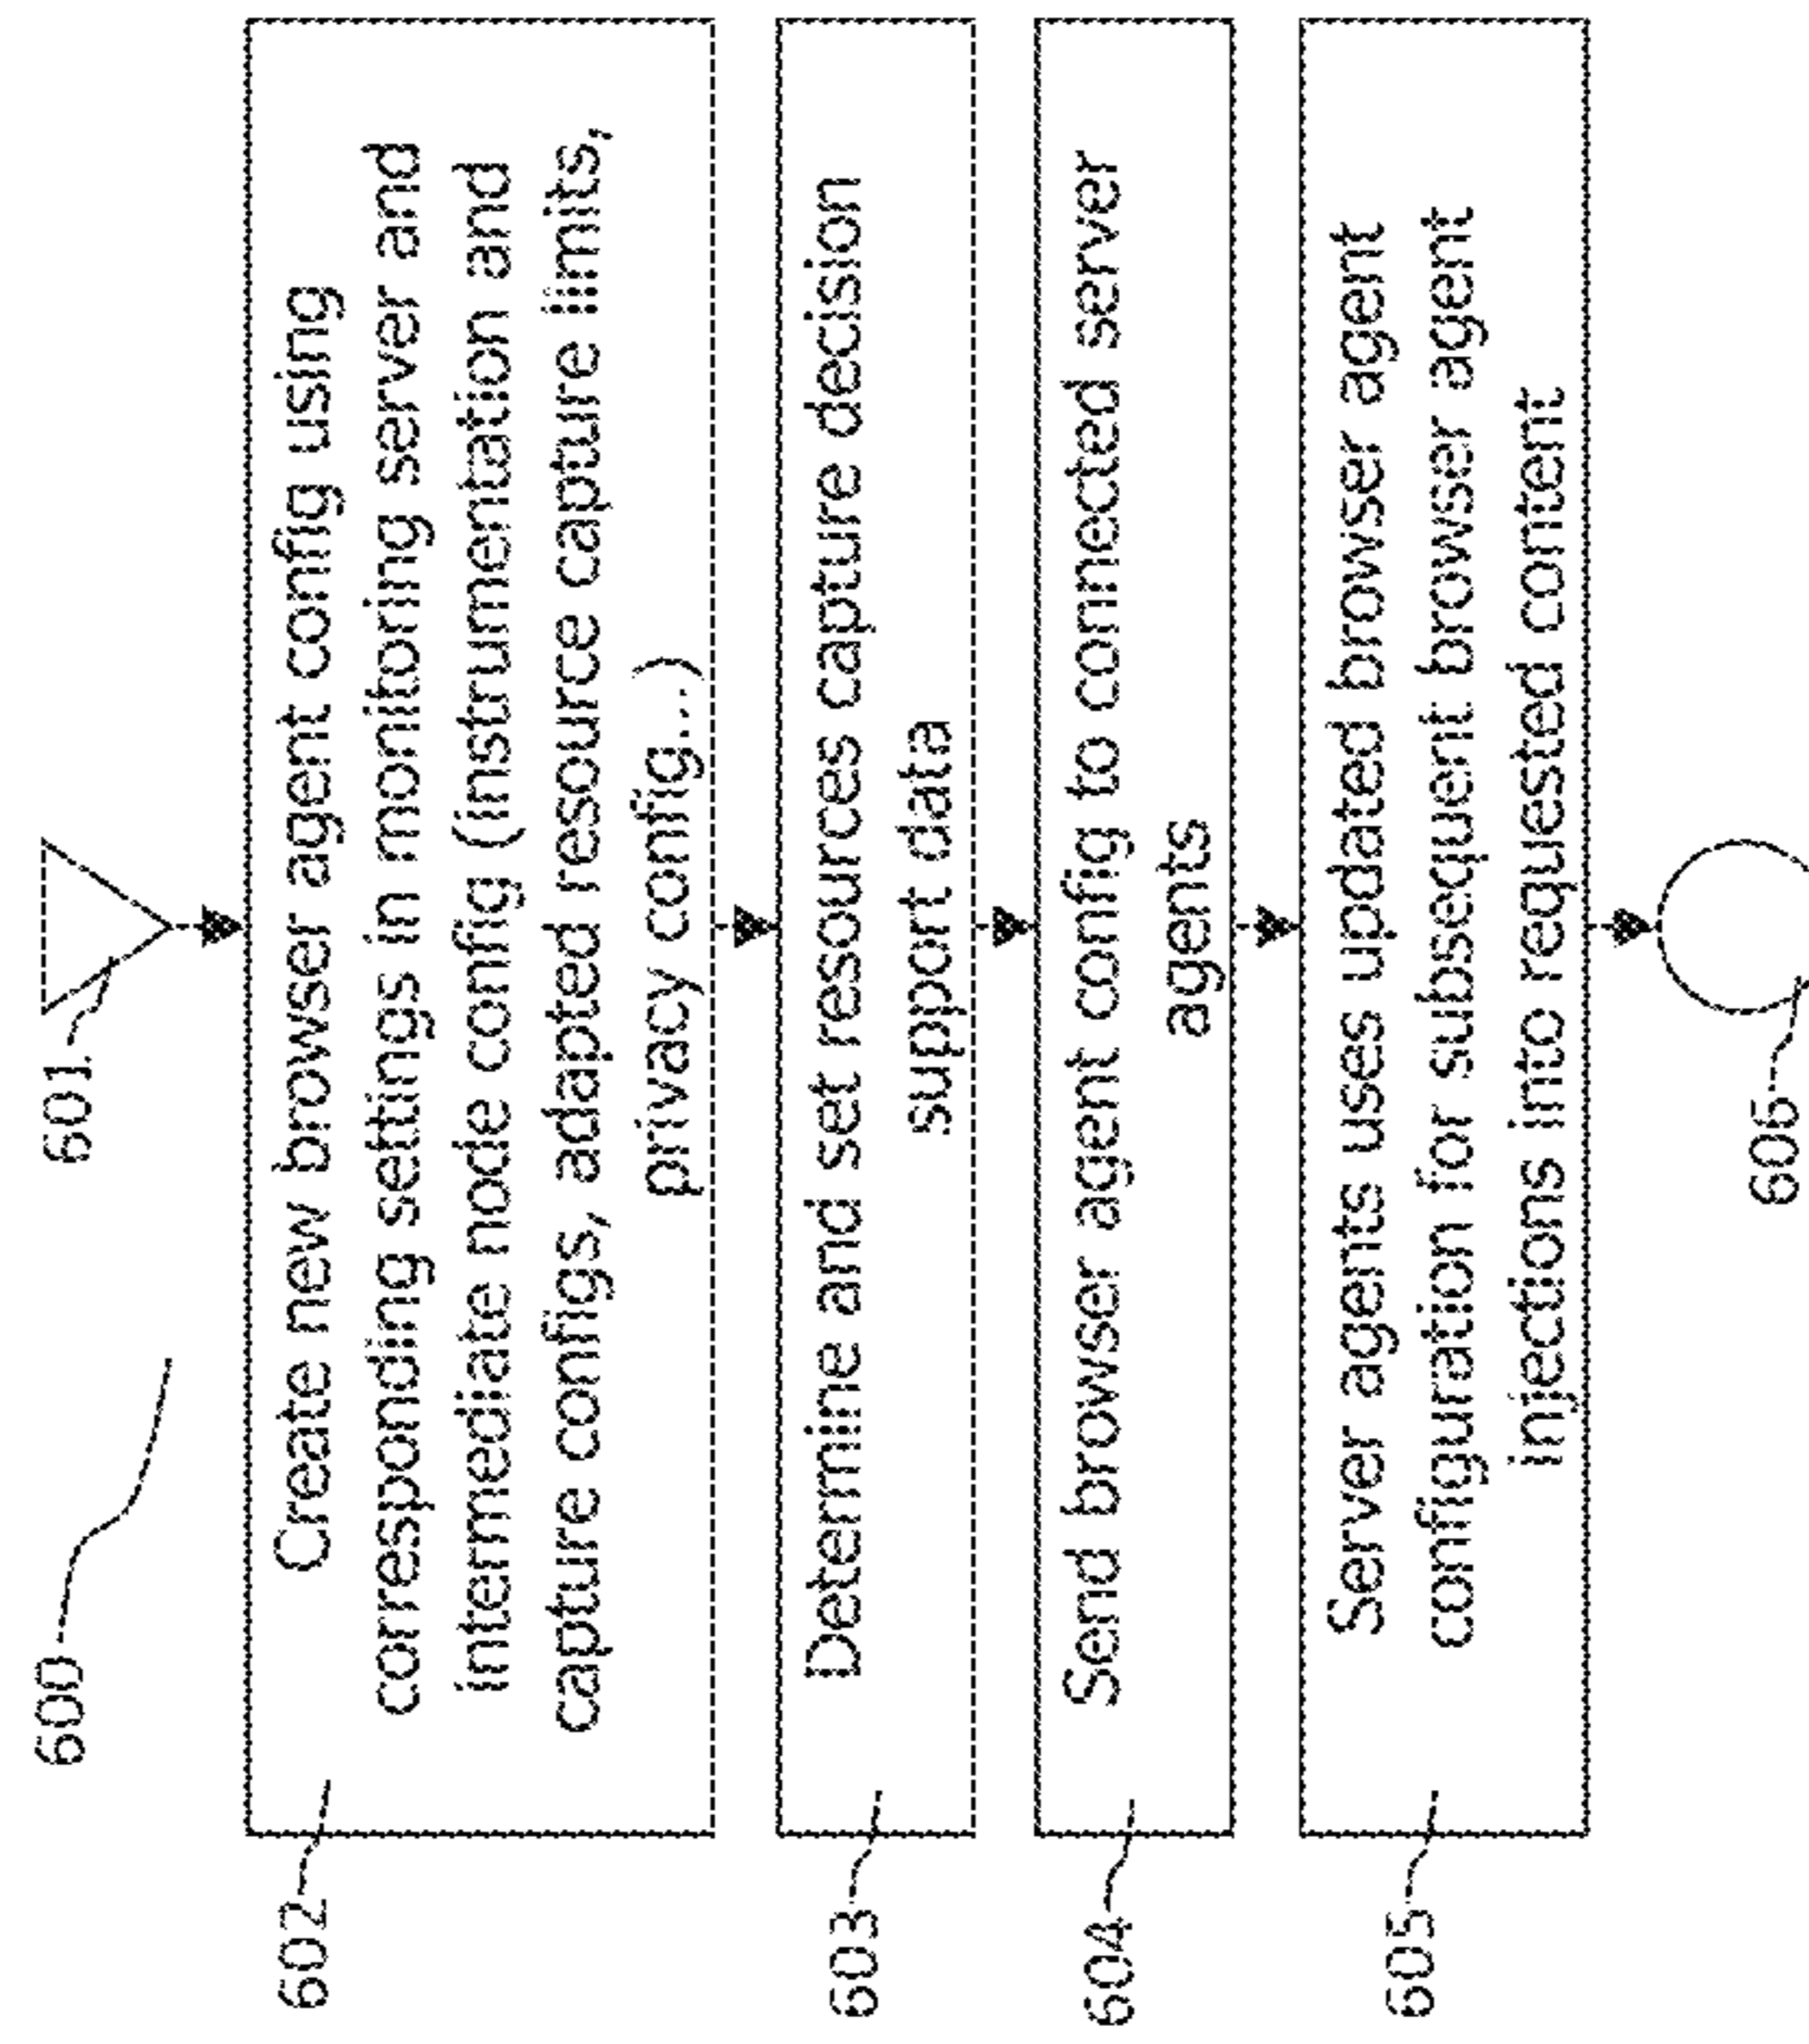 600
601
602
Create new browser agent config using
corresponding settings in monitoring server and
intermediate node config (instrumentation and
capture configs, adapted resource capture limits,
privacy config...)
603
Determine and set resources capture decision
support data
604
Send browser agent config to connected server
agents
605
Server agents uses updated browser agent
configuration for subsequent browser agent
injections into requested content
606